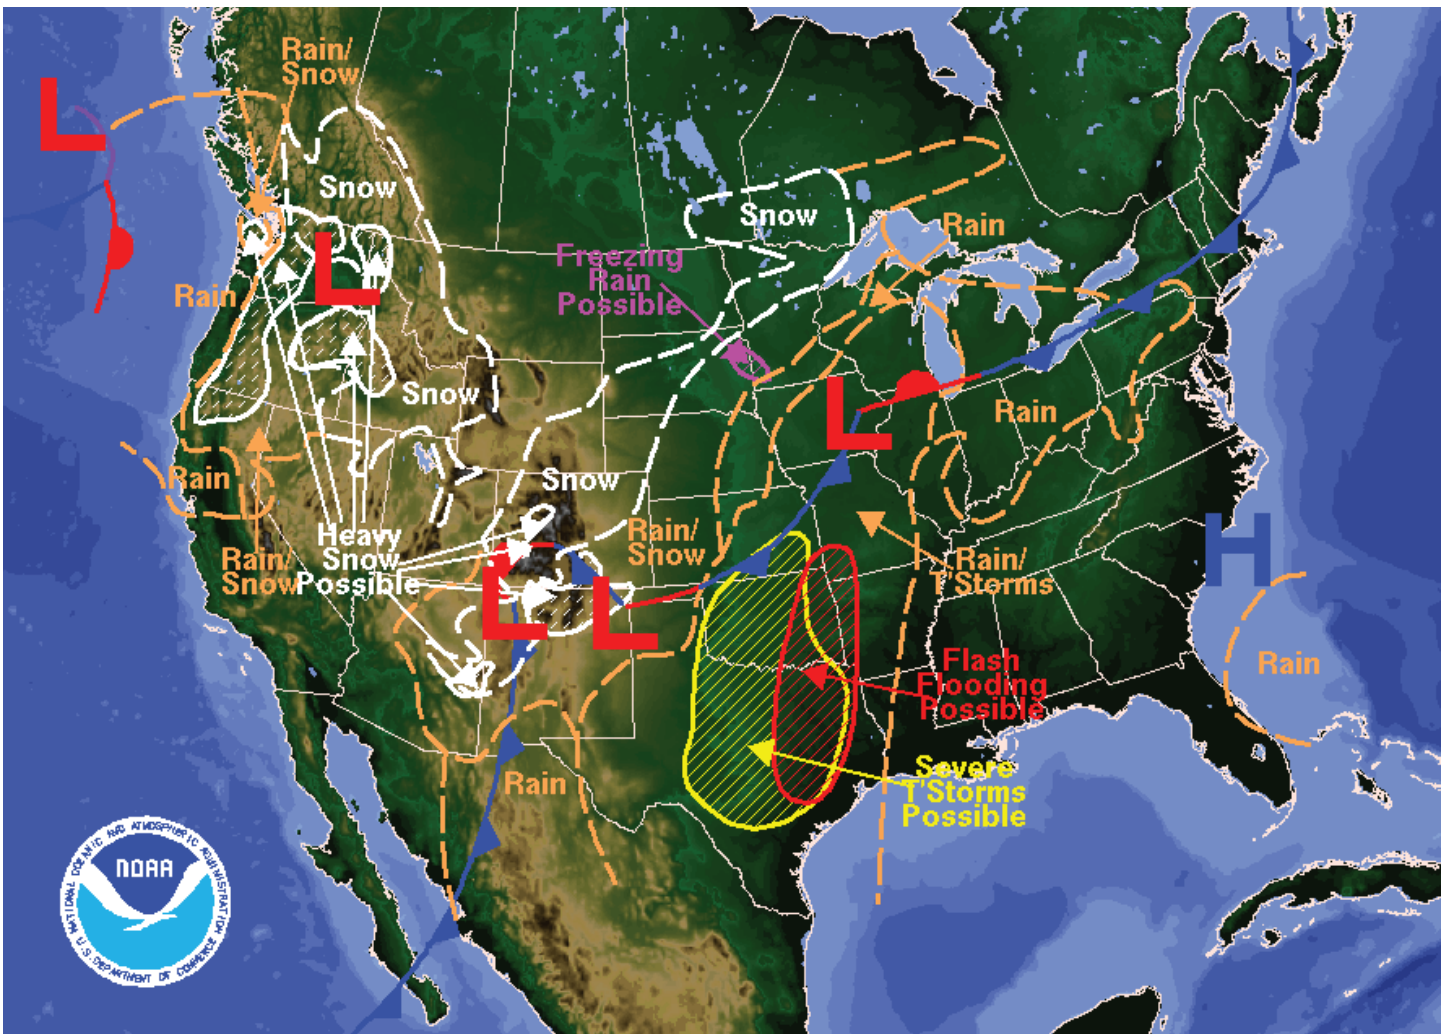 Rain/
Snow
L
Snow
Snow
Rain
L
Freezing
Rain
Possible
Rain
Snow
L
Rain
Rain
Snow
Heavy
Snow
Possible
Rain/
Snow
Rain/
Snow
Rain/
T'Storms
H
L
L
Flash
Flooding
Possible
Rain
Severe
T'Storms
Possible
Rain
NOAA
NATIONAL OCEANIC AND ATMOSPHERIC ADMINISTRATION
U.S. DEPARTMENT OF COMMERCE